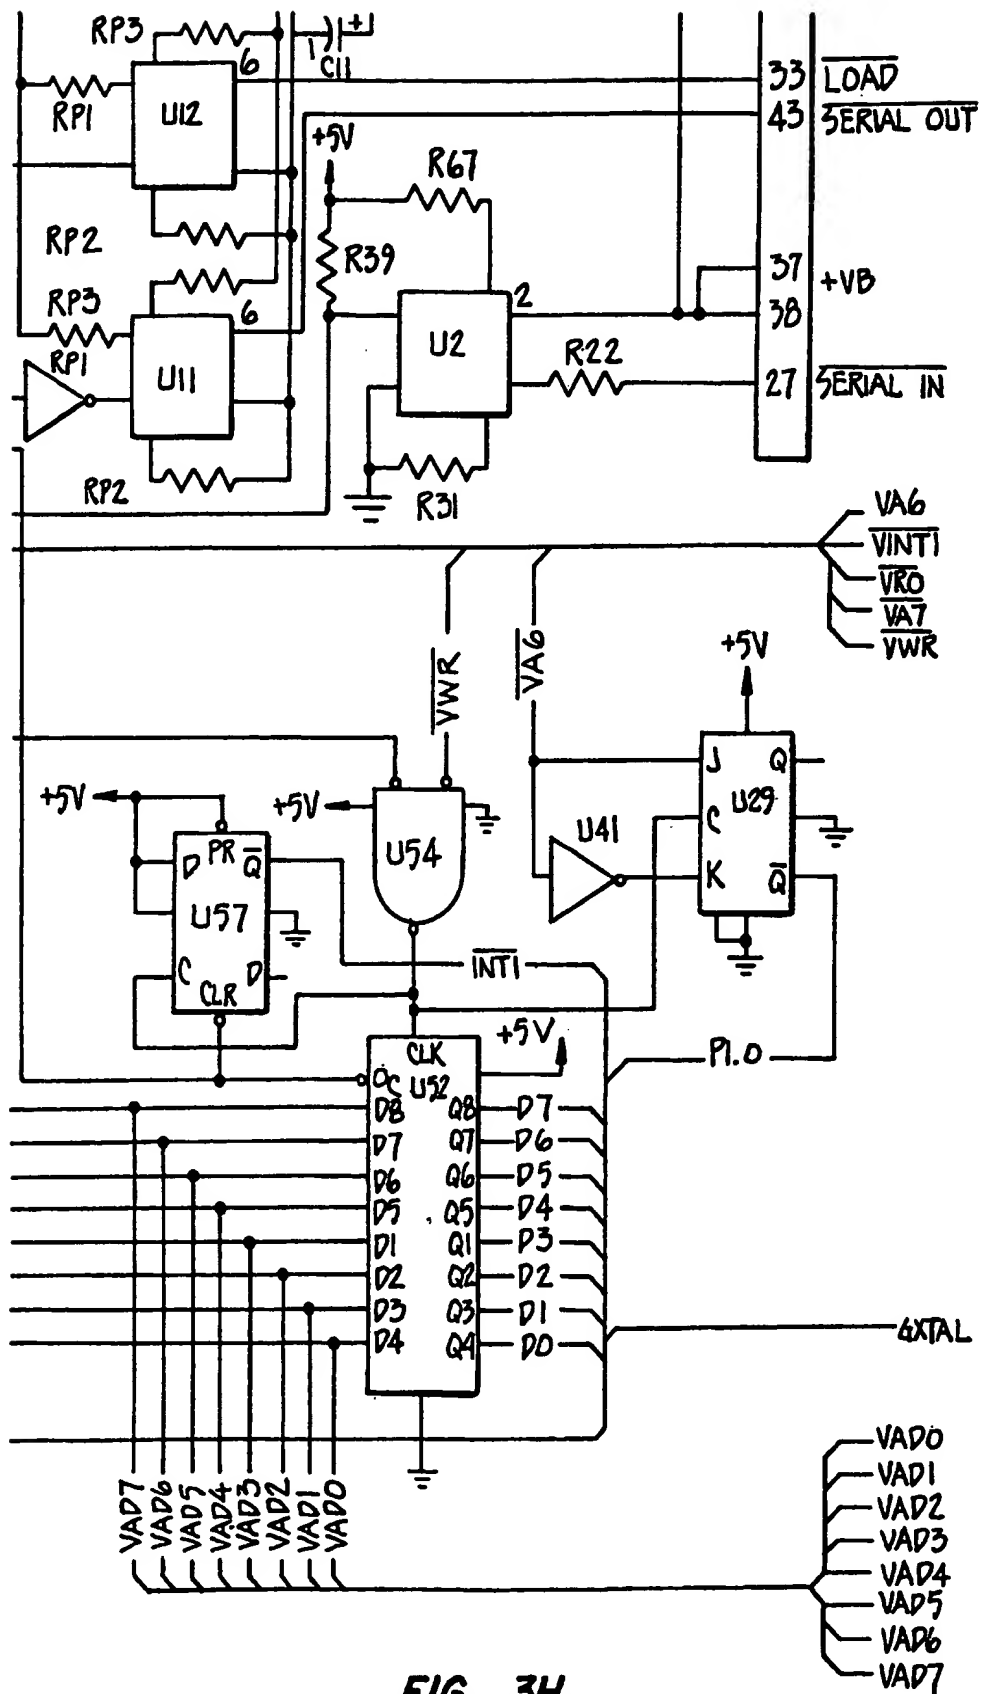 RP3
+
1
C11
6
RP1
U12
33 LOAD
43 SERIAL OUT
+5V
R67
RP2
R39
37
+VB
38
RP3
6
2
RP1
U11
U2
R22
27 SERIAL IN
RP2
R31
VA6
VINT1
VRO
VA7
VWR
VWR
VA6
+5V
+5V
+5V
J Q
U29
C
K Q
U41
U54
D PR Q
U57
C D
CLR
INT1
+5V
P1.0
CLK
OC U52
D8 Q8 D7
D7 Q7 D6
D6 Q6 D5
D5 Q5 D4
D1 Q1 D3
D2 Q2 D2
D3 Q3 D1
D4 Q4 D0
GXTAL
VAD7
VAD6
VAD5
VAD4
VAD3
VAD2
VAD1
VAD0
VAD0
VAD1
VAD2
VAD3
VAD4
VAD5
VAD6
VAD7
FIG. 3H